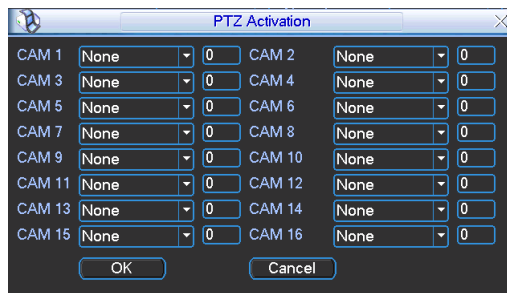 PTZ Activation
CAM 1 None 0 CAM 2 None 0
CAM 3 None 0 CAM 4 None 0
CAM 5 None 0 CAM 6 None 0
CAM 7 None 0 CAM 8 None 0
CAM 9 None 0 CAM 10 None 0
CAM 11 None 0 CAM 12 None 0
CAM 13 None 0 CAM 14 None 0
CAM 15 None 0 CAM 16 None 0
OK Cancel